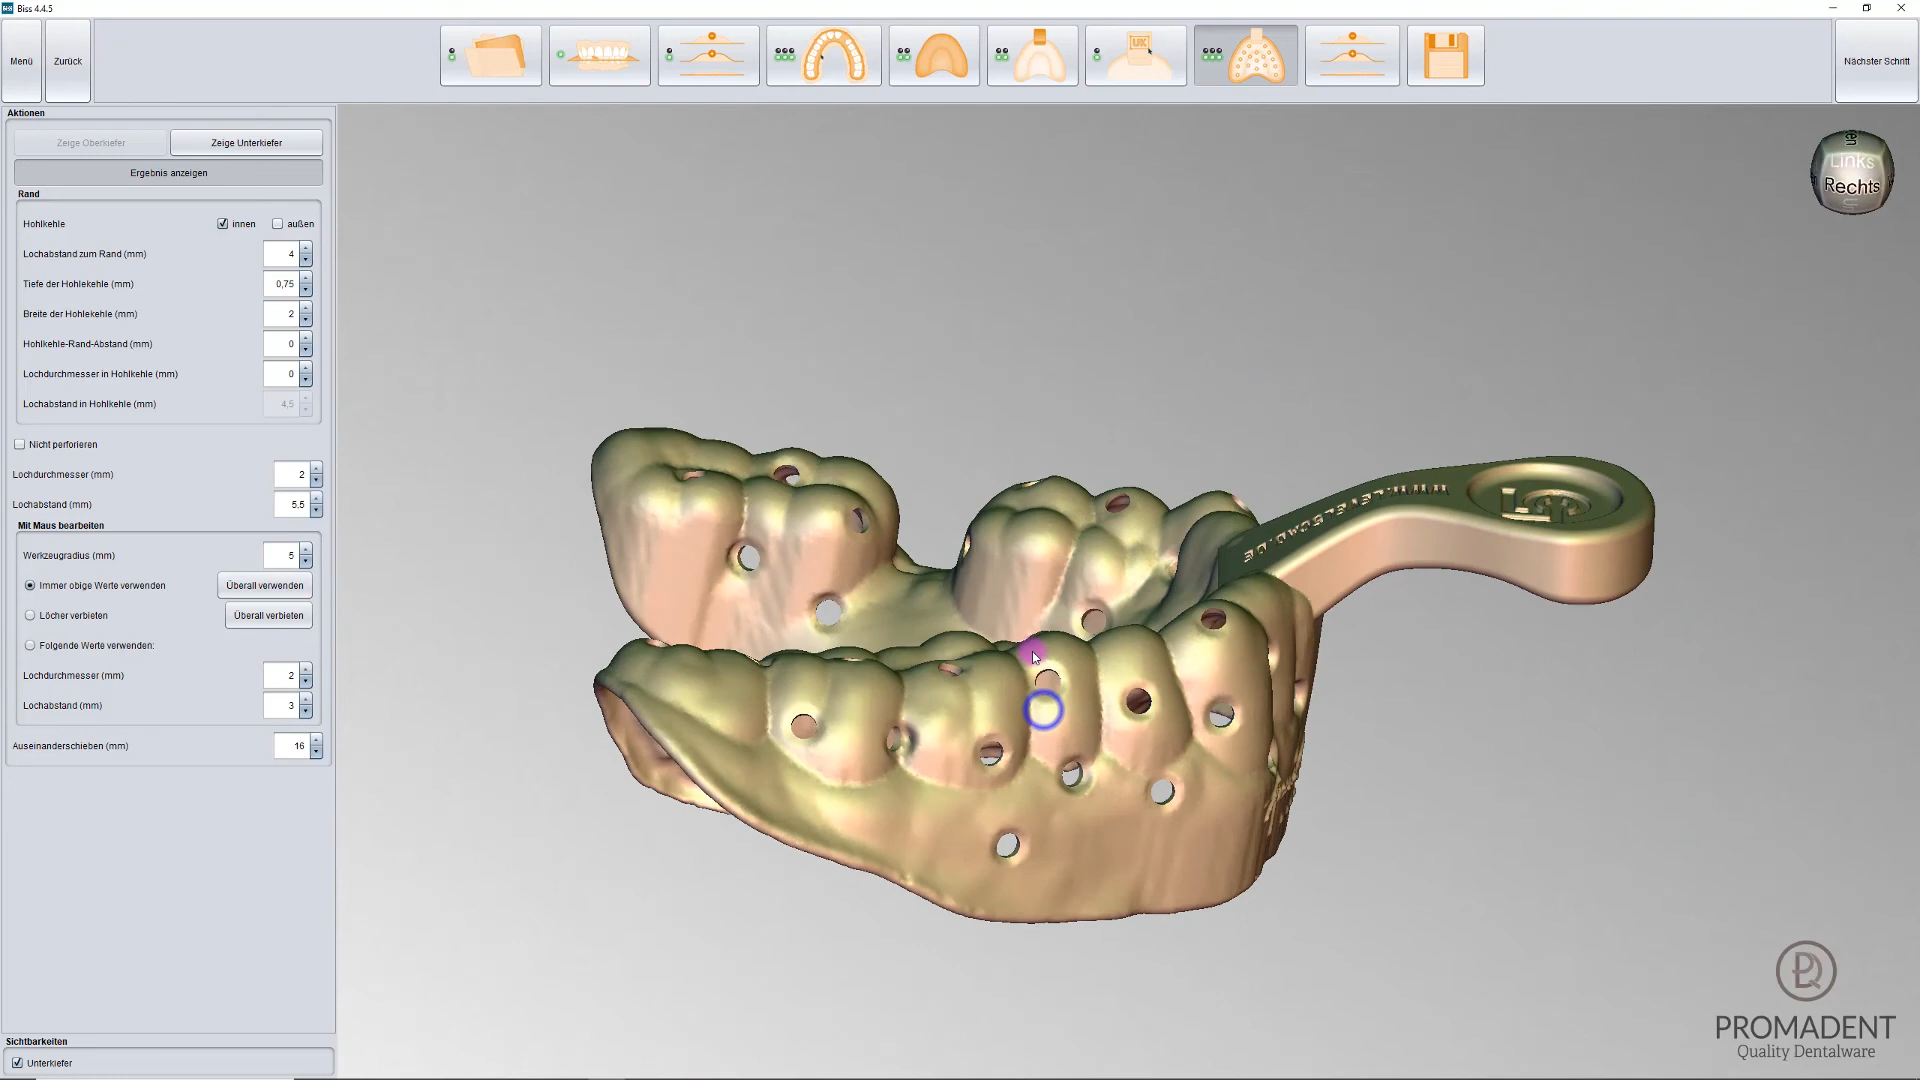 Biss 4.4.5
Menü
Zurück
UK
Nächster Schritt
Aktionen
Zeige Oberkiefer
Zeige Unterkiefer
Ergebnis anzeigen
Rand
Hohlkehle
innen
außen
Lochabstand zum Rand (mm)
4
Tiefe der Hohlekehle (mm)
0,75
Breite der Hohlekehle (mm)
2
Hohlkehle-Rand-Abstand (mm)
0
Lochdurchmesser in Hohlkehle (mm)
0
Lochabstand in Hohlkehle (mm)
4,5
Nicht perforieren
Lochdurchmesser (mm)
2
Lochabstand (mm)
5,5
Mit Maus bearbeiten
Werkzeugradius (mm)
5
Immer obige Werte verwenden
Überall verwenden
Löcher verbieten
Überall verbieten
Folgende Werte verwenden:
Lochdurchmesser (mm)
2
Lochabstand (mm)
3
Auseinanderschieben (mm)
16
Sichtbarkeiten
Unterkiefer
Links
Rechts
PROMADENT
Quality Dentalware